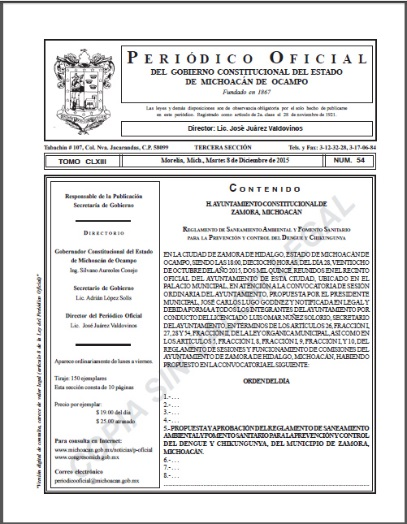 PERIÓDICO OFICIAL
DEL GOBIERNO CONSTITUCIONAL DEL ESTADO
DE MICHOACÁN DE OCAMPO
Fundado en 1867
Las leyes y demás disposiciones son de observancia obligatoria por el solo hecho de publicarse
en este periódico. Registrado como artículo de 2a. clase el 28 de noviembre de 1921.
Director: Lic. José Juárez Valdovinos
Tabachín # 107, Col. Nva. Jacarandas, C.P. 58099 TERCERA SECCIÓN Tels. y Fax: 3-12-32-28, 3-17-06-84
TOMO CLXIII Morelia, Mich., Martes 8 de Diciembre de 2015 NUM. 54
Responsable de la Publicación
Secretaría de Gobierno
DIRECTORIO
Gobernador Constitucional del Estado
de Michoacán de Ocampo
Ing. Silvano Aureoles Conejo
Secretario de Gobierno
Lic. Adrián López Solís
Director del Periódico Oficial
Lic. José Juárez Valdovinos
Aparece ordinariamente de lunes a viernes.
Tiraje: 150 ejemplares
Esta sección consta de 10 páginas
Precio por ejemplar:
$ 19.00 del día
$ 25.00 atrasado
Para consulta en Internet:
www.michoacan.gob.mx/noticias/p-oficial
www.congresomich.gob.mx
Correo electrónico
periodicooficial@michoacan.gob.mx
CONTENIDO
H. AYUNTAMIENTO CONSTITUCIONAL DE
ZAMORA, MICHOACÁN
REGLAMENTO DE SANEAMIENTO AMBIENTAL Y FOMENTO SANITARIO
PARA LA PREVENCIÓN Y CONTROL DEL DENGUE Y CHIKUNGUNYA
EN LA CIUDAD DE ZAMORA DE HIDALGO, ESTADO DE MICHOACÁN DE
OCAMPO, SIENDO LAS 18:00, DIECIOCHO HORAS, DEL DÍA 28, VEINTIOCHO
DE OCTUBRE DEL AÑO 2015, DOS MIL QUINCE, REUNIDOS EN EL RECINTO
OFICIAL DEL AYUNTAMIENTO DE ESTA CIUDAD, UBICADO EN EL
PALACIO MUNICIPAL, EN ATENCIÓN A LA CONVOCATORIA DE SESIÓN
ORDINARIA DEL AYUNTAMIENTO, PROPUESTA POR EL PRESIDENTE
MUNICIPAL JOSÉ CARLOS LUGO GODÍNEZ Y NOTIFICADA EN LEGAL Y
DEBIDA FORMA A TODOS LOS INTEGRANTES DEL AYUNTAMIENTO POR
CONDUCTO DEL LICENCIADO LUIS OMAR NÚÑEZ SOLORIO, SECRETARIO
DEL AYUNTAMIENTO, EN TÉRMINOS DE LOS ARTÍCULOS 26, FRACCIÓN I,
27, 28, Y 54, FRACCIÓN II, DE LA LEY ORGÁNICA MUNICIPAL, ASÍ COMO EN
LOS ARTÍCULOS 5, FRACCIÓN I, 8, FRACCIÓN I, 9, FRACCIÓN I, Y 10, DEL
REGLAMENTO DE SESIONES Y FUNCIONAMIENTO DE COMISIONES DEL
AYUNTAMIENTO DE ZAMORA DE HIDALGO, MICHOACÁN, HABIENDO
PROPUESTO EN LA CONVOCATORIA EL SIGUIENTE:
ORDEN DEL DÍA
1.- . . .
2.- . . .
3.- . . .
4.- . . .
5.- PROPUESTA Y APROBACIÓN DEL REGLAMENTO DE SANEAMIENTO
AMBIENTAL Y FOMENTO SANITARIO PARA LA PREVENCIÓN Y CONTROL
DEL DENGUE Y CHIKUNGUNYA, DEL MUNICIPIO DE ZAMORA,
MICHOACÁN.
6.- . . .
7.- . . .
8.- . . .
"Versión digital de consulta, carece de valor legal (artículo 8 de la Ley del Periódico Oficial)"
COPIA SIN VALOR LEGAL